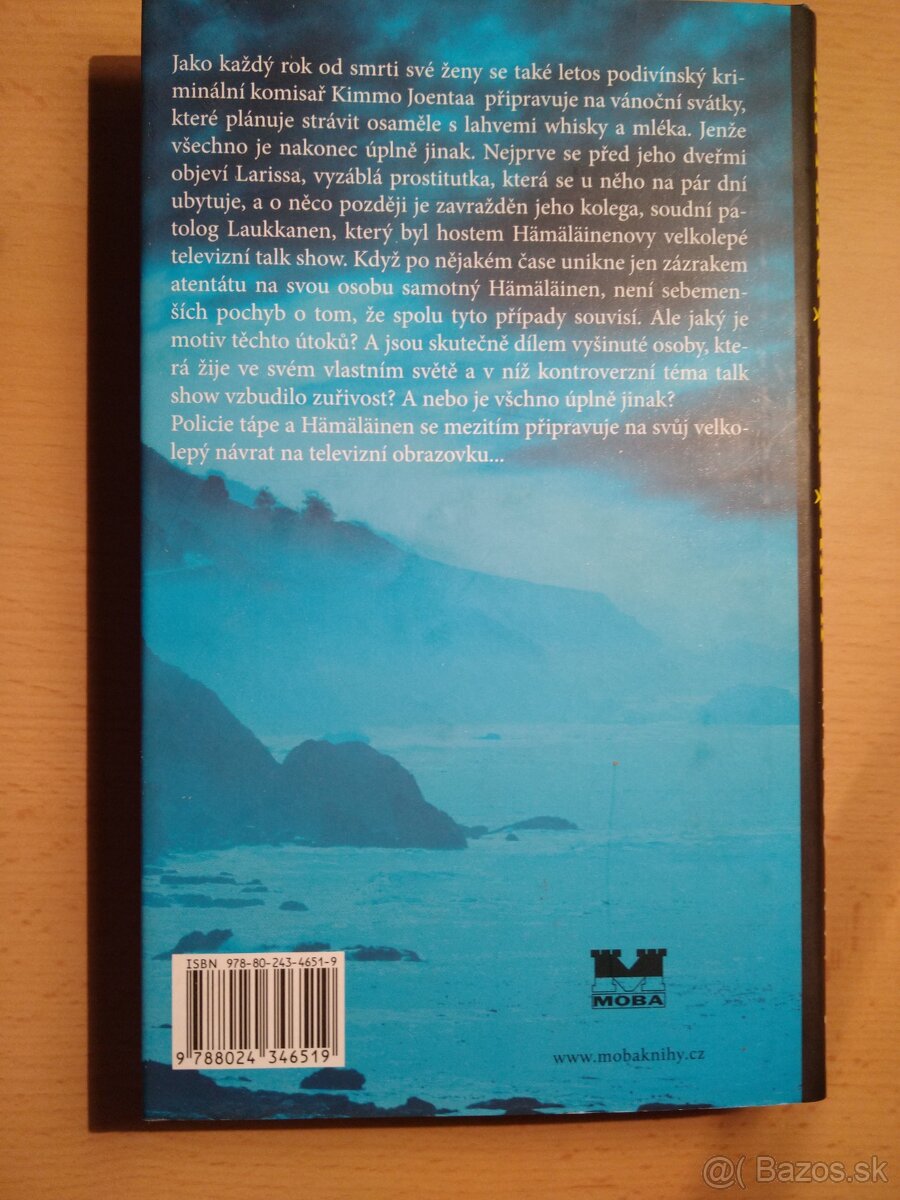 Jako každý rok od smrti své ženy se také letos podivínský kri-
minální komisař Kimmo Joentaa připravuje na vánoční svátky,
které plánuje strávit osaměle s lahvemi whisky a mléka. Jenže
všechno je nakonec úplně jinak. Nejprve se před jeho dveřmi
objeví Larissa, vyzáblá prostitutka, která se u něho na pár dní
ubytuje, a o něco později je zavražděn jeho kolega, soudní pa-
tolog Laukkanen, který byl hostem Hämäläinenovy velkolepé
televizní talk show. Když po nějakém čase unikne jen zázrakem
atentátu na svou osobu samotný Hämäläinen, není sebemen-
ších pochyb o tom, že spolu tyto případy souvisí. Ale jaký je
motiv těchto útoků? A jsou skutečně dílem vyšinuté osoby, kte-
rá žije ve svém vlastním světě a v níž kontroverzní téma talk
show vzbudilo zuřivost? A nebo je všchno úplně jinak?
Policie tápe a Hämäläinen se mezitím připravuje na svůj velko-
lepý návrat na televizní obrazovku...
ISBN 978-80-243-4651-9
9 788024 346519
MOBA
www.mobaknihy.cz
@( Bazos.sk